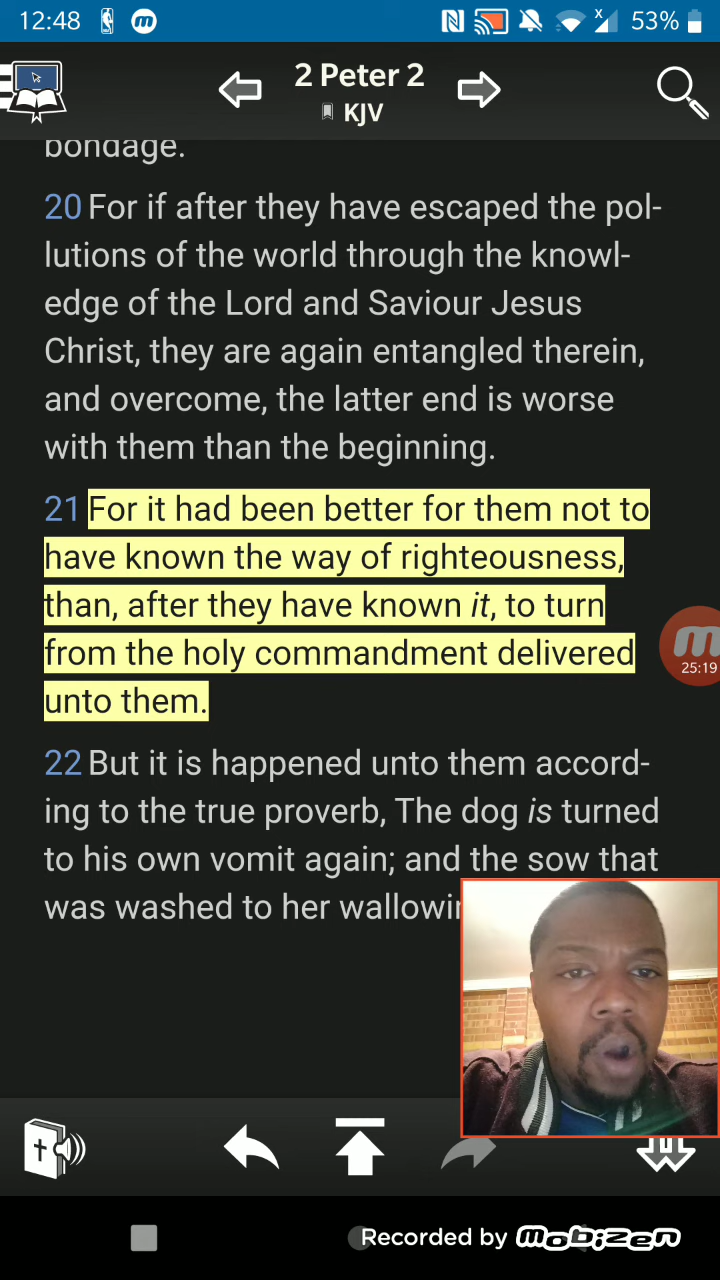 12:48
53%
2 Peter 2
KJV
bondage.
20 For if after they have escaped the pol-
lutions of the world through the knowl-
edge of the Lord and Saviour Jesus
Christ, they are again entangled therein,
and overcome, the latter end is worse
with them than the beginning.
21 For it had been better for them not to
have known the way of righteousness,
than, after they have known it, to turn
from the holy commandment delivered
unto them.
25:19
22 But it is happened unto them accord-
ing to the true proverb, The dog is turned
to his own vomit again; and the sow that
was washed to her
Recorded by mobizen